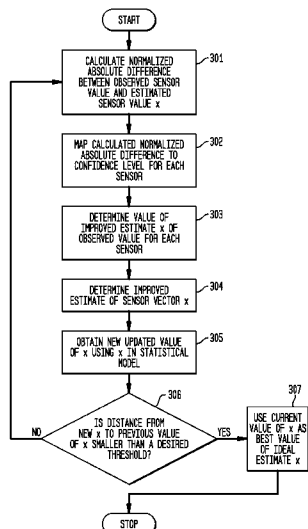 START
CALCULATE NORMALIZED
ABSOLUTE DIFFERENCE
BETWEEN OBSERVED SENSOR
VALUE AND ESTIMATED
SENSOR VALUE x
301
MAP CALCULATED NORMALIZED
ABSOLUTE DIFFERENCE TO
CONFIDENCE LEVEL FOR EACH
SENSOR
302
DETERMINE VALUE OF
IMPROVED ESTIMATE x OF
OBSERVED VALUE FOR EACH
SENSOR
303
DETERMINE IMPROVED
ESTIMATE OF SENSOR VECTOR x
304
OBTAIN NEW UPDATED VALUE
OF x USING x IN STATISTICAL
MODEL
305
306
IS DISTANCE FROM
NEW x TO PREVIOUS VALUE
OF x SMALLER THAN A DESIRED
THRESHOLD?
NO
YES
307
USE CURRENT
VALUE OF x AS
BEST VALUE
OF IDEAL
ESTIMATE x
STOP